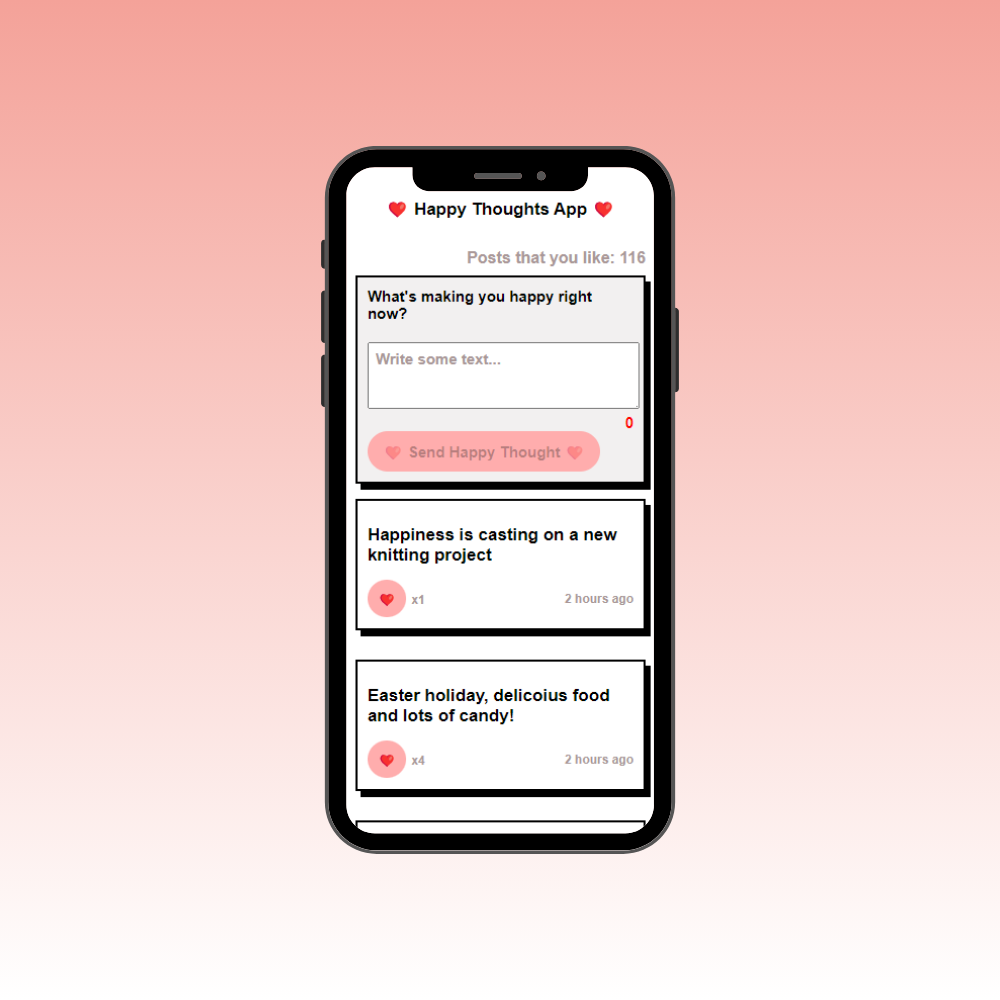 ❤️ Happy Thoughts App ❤️
Posts that you like: 116
What's making you happy right
now?
Write some text...
0
❤️ Send Happy Thought ❤️
Happiness is casting on a new
knitting project
❤️ x1 2 hours ago
Easter holiday, delicoius food
and lots of candy!
❤️ x4 2 hours ago